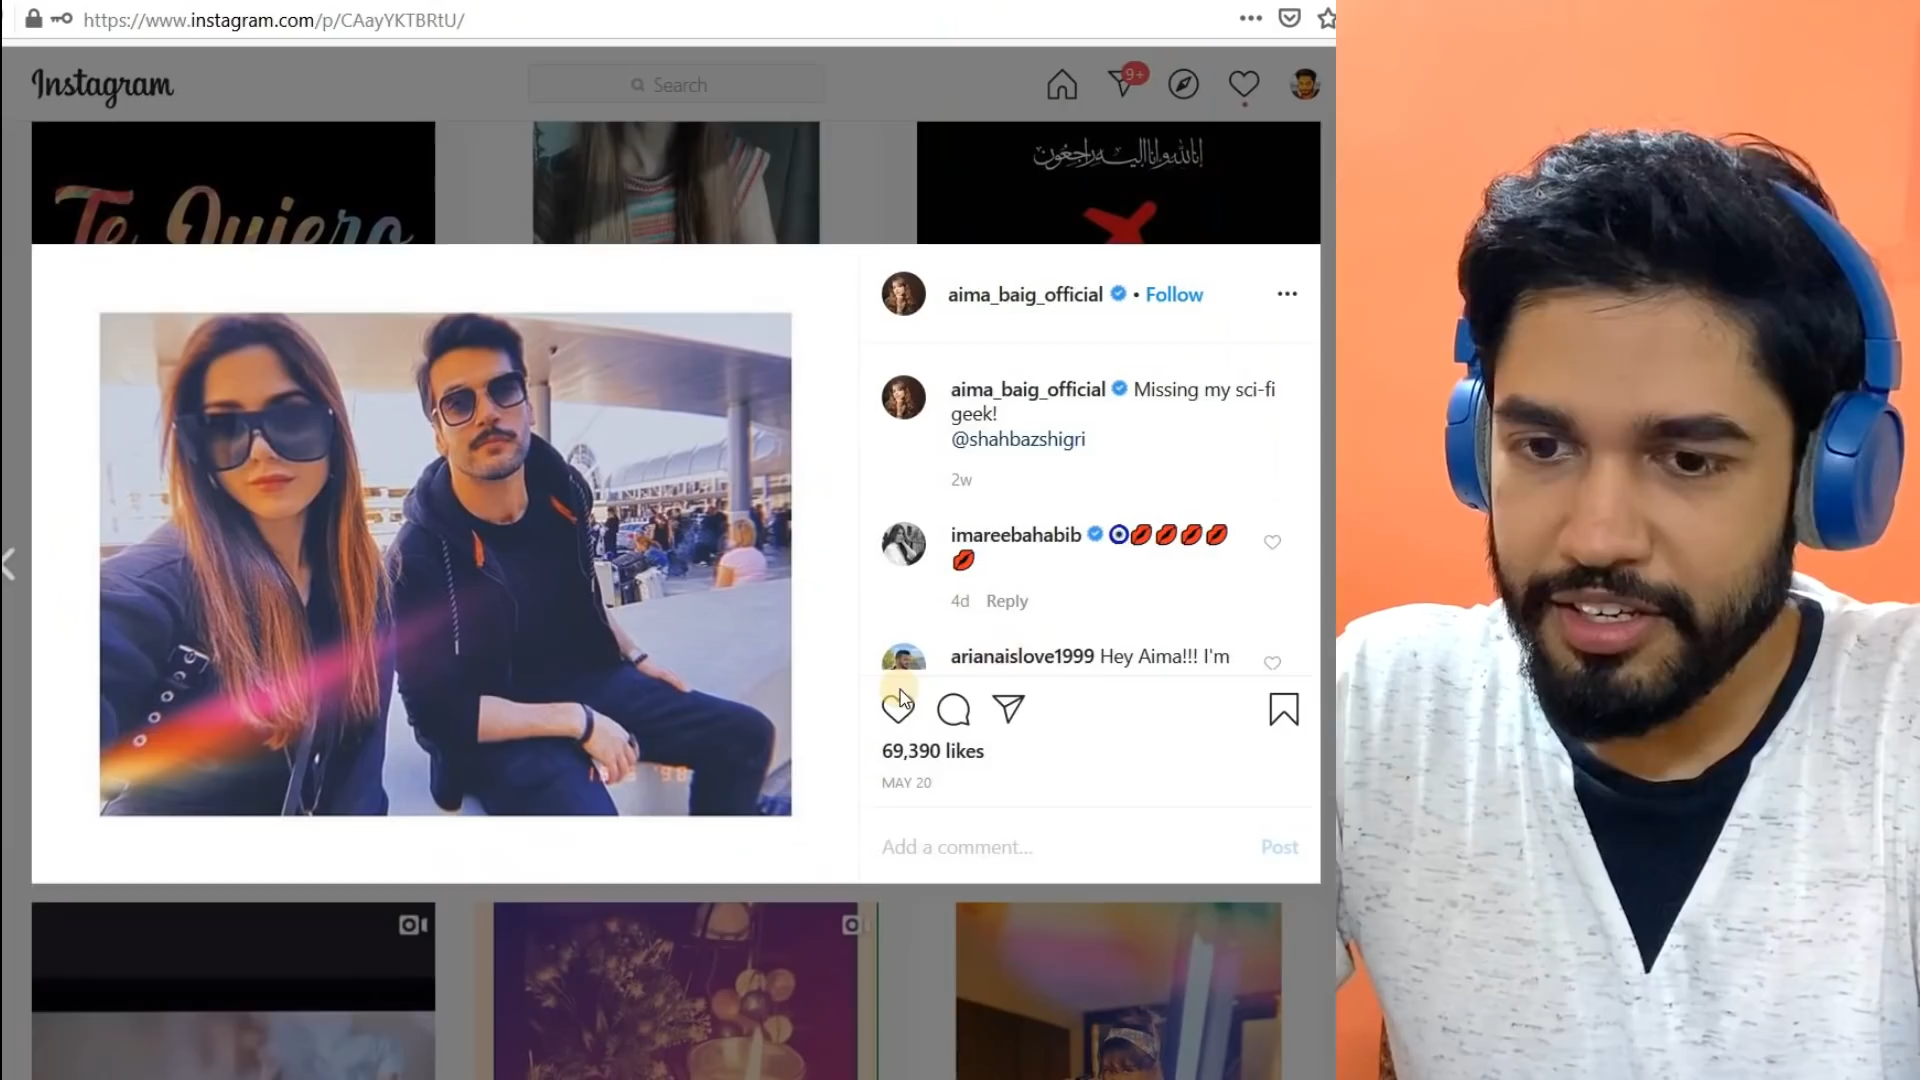 https://www.instagram.com/p/CAayYKTBRtU/
Instagram
Search
9+
Te Quiero
إنا لله وإنا إليه راجعون
aima_baig_official • Follow
aima_baig_official Missing my sci-fi
geek!
@shahbazshigri
2w
imareebahabib
4d Reply
arianaislove1999 Hey Aima!!! I'm
69,390 likes
MAY 20
Add a comment...
Post